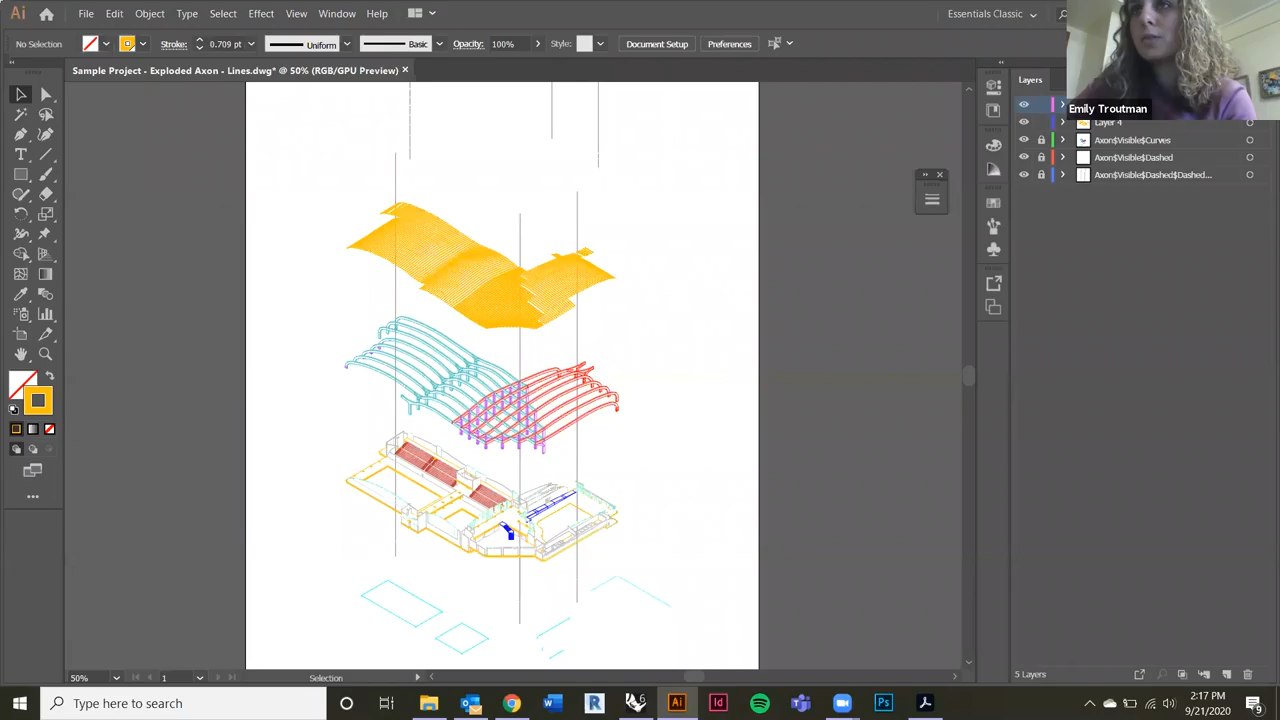 Ai File Edit Object Type Select Effect View Window Help Essentials Classic
No Selection Stroke: 0.709 pt Uniform Basic Opacity: 100% Style: Document Setup Preferences
Sample Project - Exploded Axon - Lines.dwg* @ 50% (RGB/GPU Preview) ×
Layers
Emily Troutman
Layer 4
Axon$Visible$Curves
Axon$Visible$Dashed
Axon$Visible$Dashed$Dashed...
50% 1 Selection 5 Layers
Type here to search
2:17 PM
9/21/2020